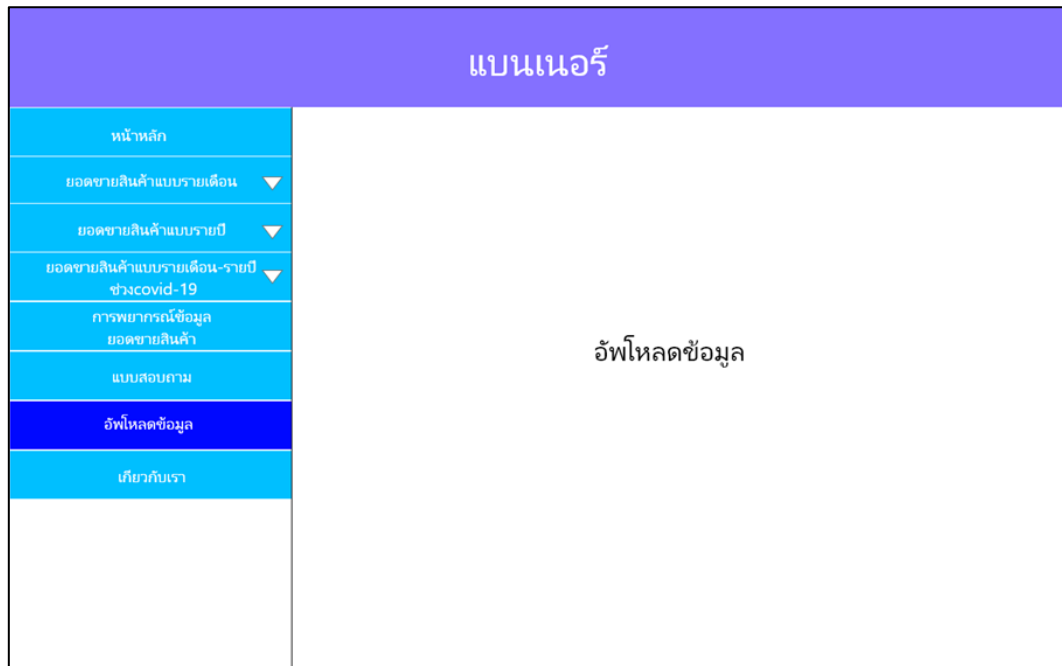 แบนเนอร์
หน้าหลัก
ยอดขายสินค้าแบบรายเดือน
ยอดขายสินค้าแบบรายปี
ยอดขายสินค้าแบบรายเดือน-รายปี
ช่วงcovid-19
การพยากรณ์ข้อมูล
ยอดขายสินค้า
แบบสอบถาม
อัพโหลดข้อมูล
เกี่ยวกับเรา
อัพโหลดข้อมูล